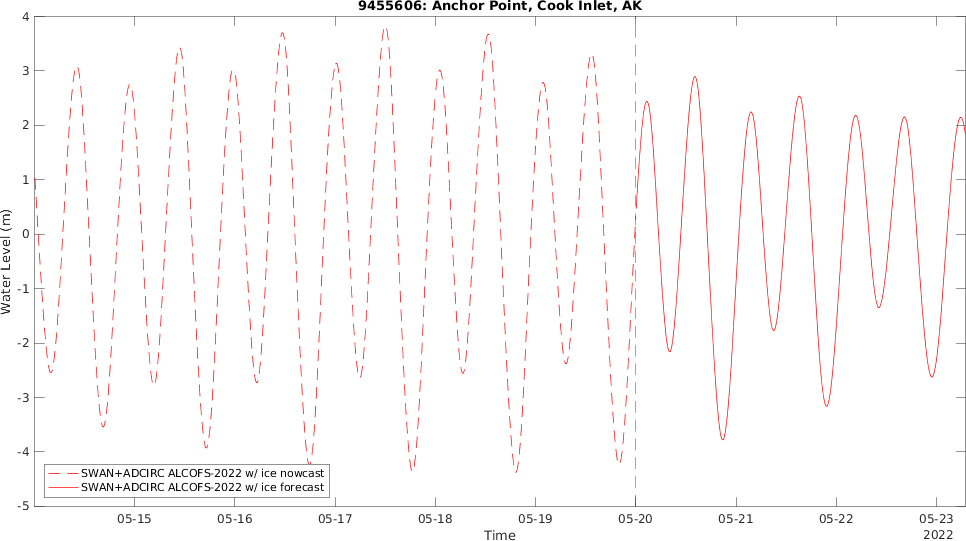 9455606: Anchor Point, Cook Inlet, AK
4
3
2
1
0
-1
-2
-3
-4
-5
Water Level (m)
SWAN+ADCIRC ALCOFS-2022 w/ ice nowcast
SWAN+ADCIRC ALCOFS-2022 w/ ice forecast
05-15 05-16 05-17 05-18 05-19 05-20 05-21 05-22 05-23
Time
2022